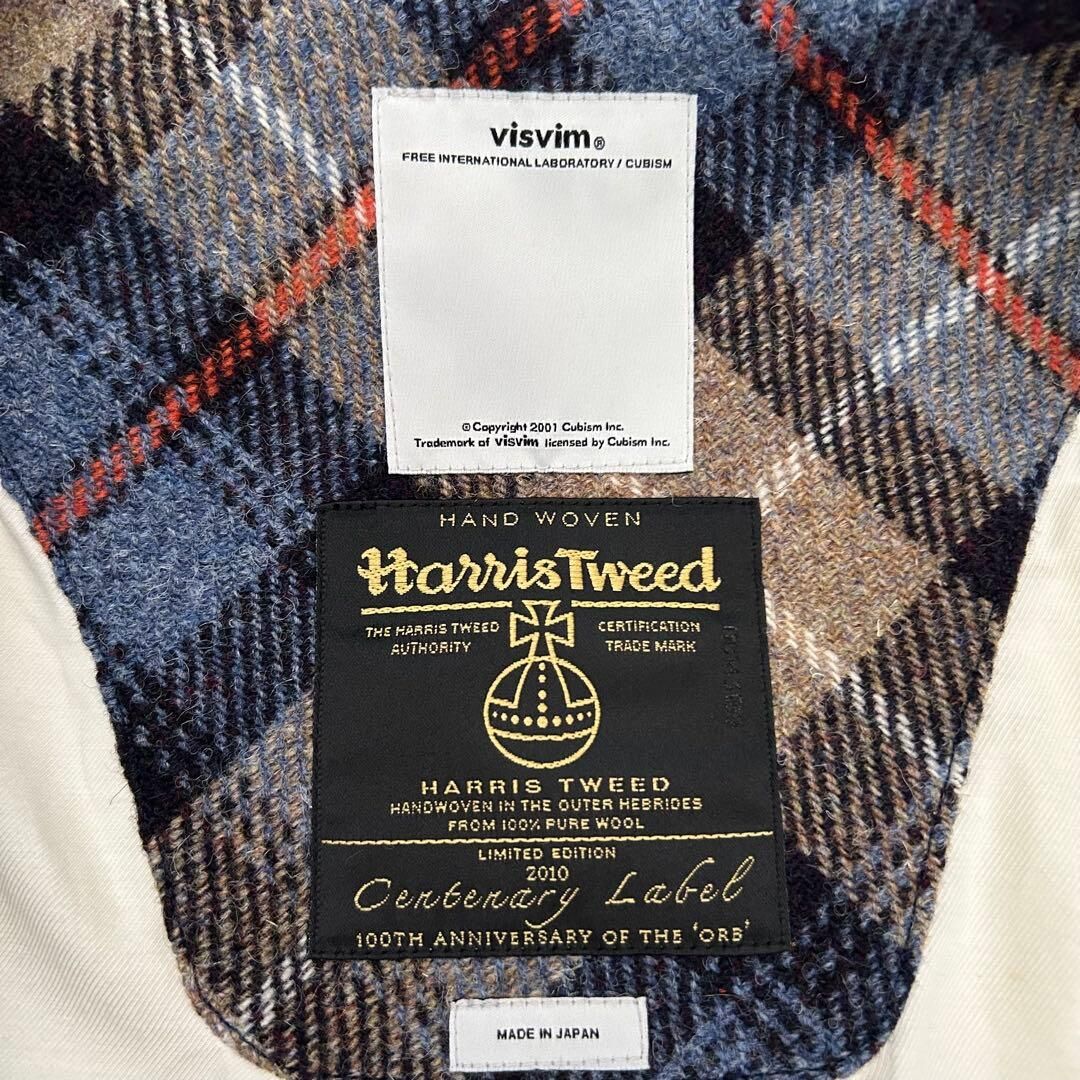 visvim®
FREE INTERNATIONAL LABORATORY / CUBISM
© Copyright 2001 Cubism Inc.
Trademark of visvim licensed by Cubism Inc.
HAND WOVEN
Harris Tweed
THE HARRIS TWEED AUTHORITY
CERTIFICATION TRADE MARK
HARRIS TWEED
HANDWOVEN IN THE OUTER HEBRIDES
FROM 100% PURE WOOL
LIMITED EDITION
2010
Centenary Label
100TH ANNIVERSARY OF THE 'ORB'
MADE IN JAPAN